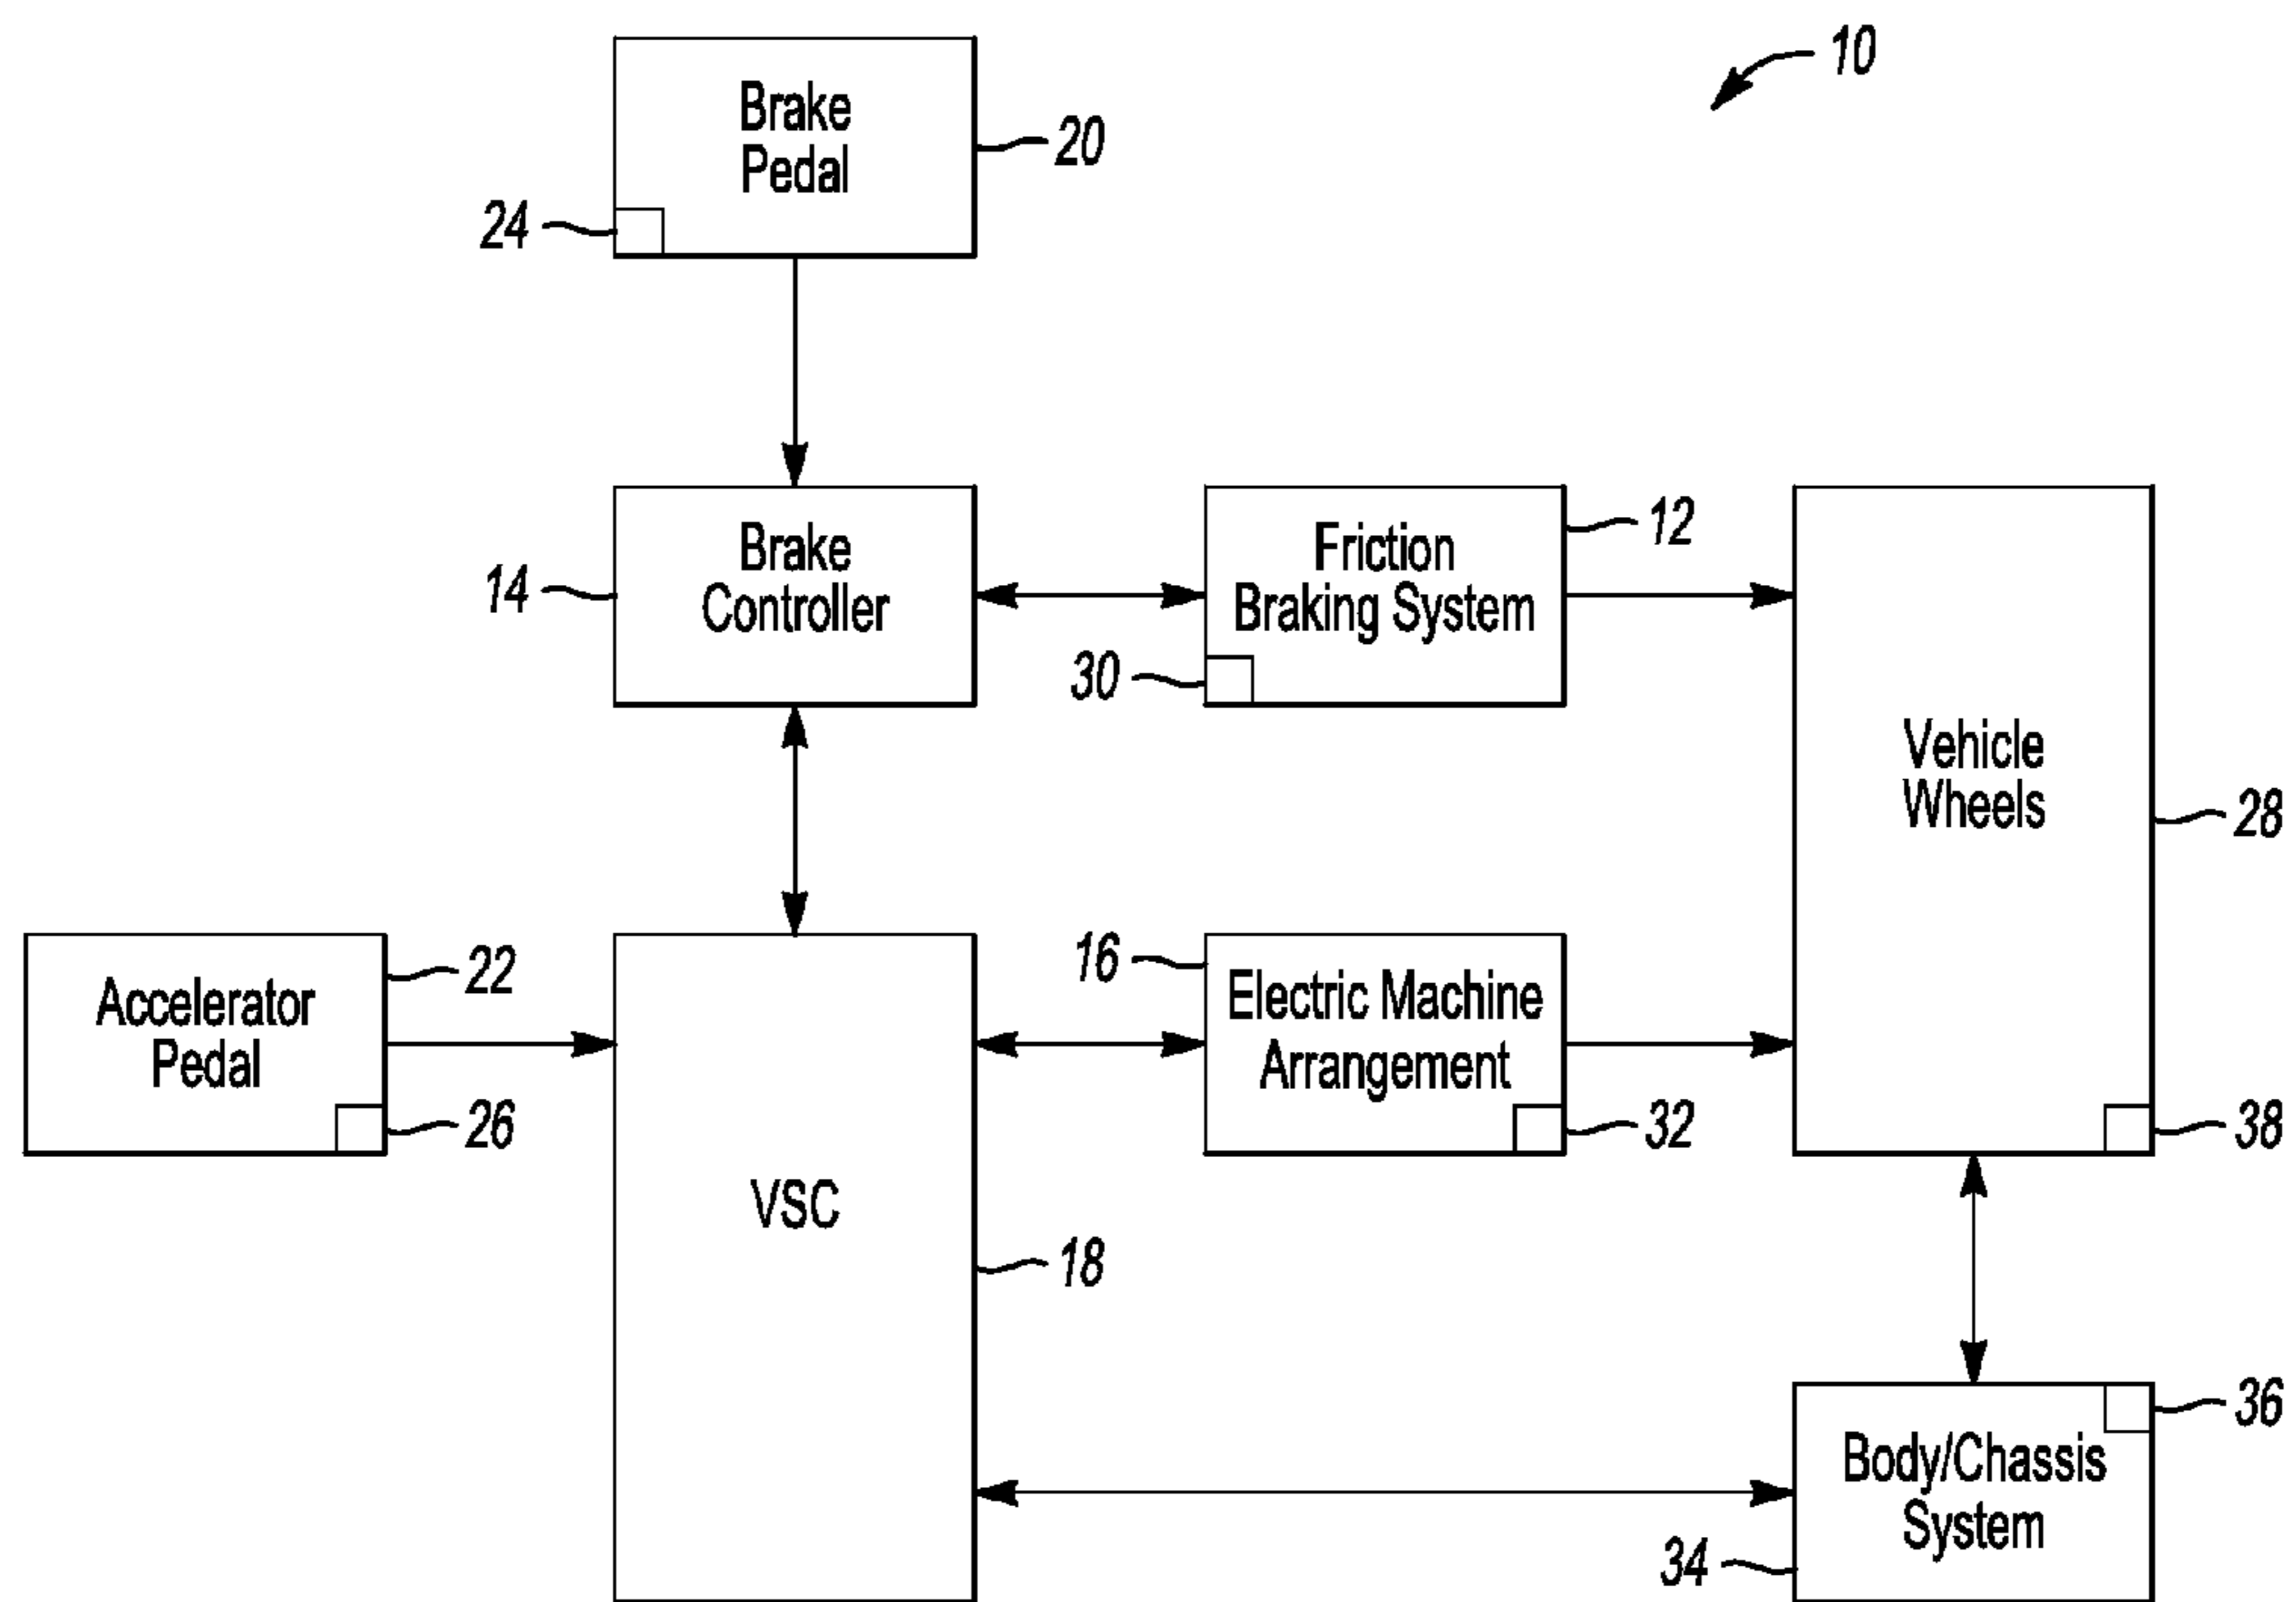 10
Brake
Pedal
20
24
Brake
Controller
14
Friction
Braking System
12
30
Vehicle
Wheels
28
Accelerator
Pedal
22
26
VSC
18
16
Electric Machine
Arrangement
32
38
36
Body/Chassis
System
34